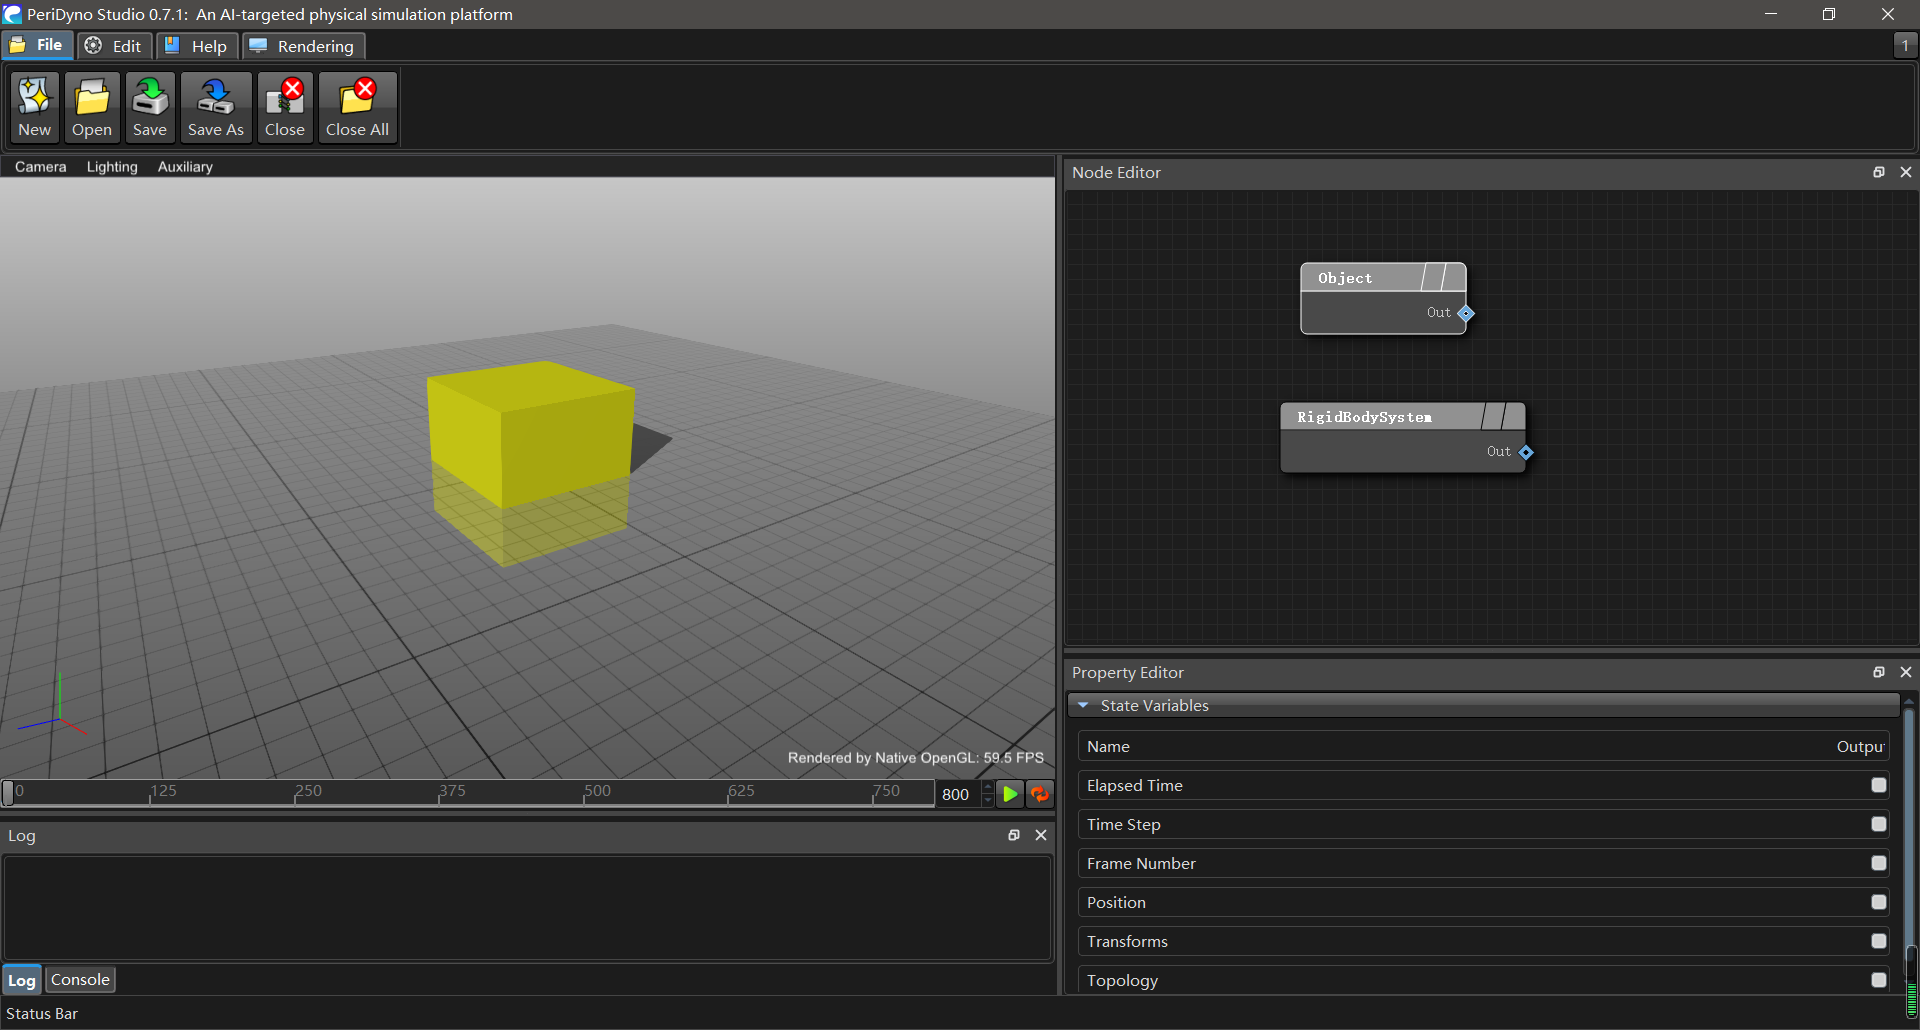 PeriDyno Studio 0.7.1: An AI-targeted physical simulation platform
File Edit Help Rendering
1
New Open Save Save As Close Close All
Camera Lighting Auxiliary
Rendered by Native OpenGL: 59.5 FPS
0 125 250 375 500 625 750 800
Log
Log Console
Status Bar
Node Editor
Object
Out
RigidBodySystem
Out
Property Editor
State Variables
Name Outpu
Elapsed Time
Time Step
Frame Number
Position
Transforms
Topology